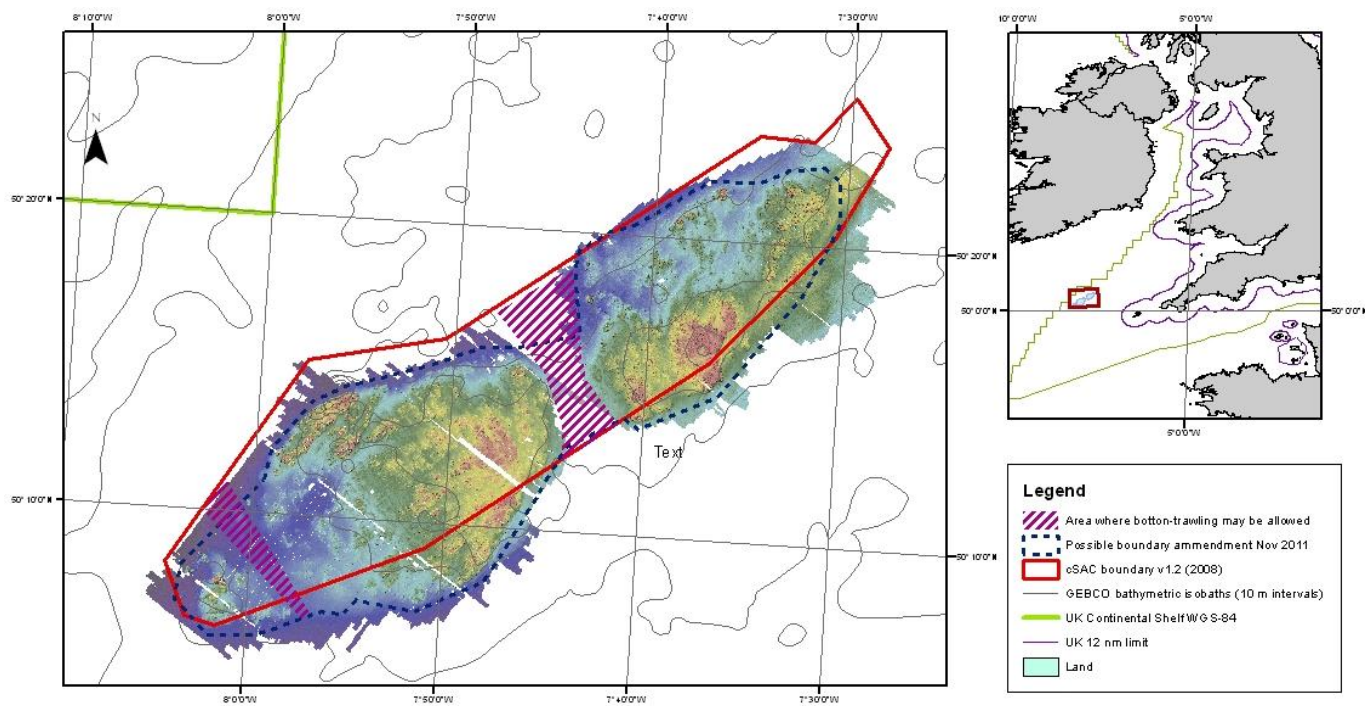 8°10'0"W 8°0'0"W 7°50'0"W 7°40'0"W 7°30'0"W
10°0'0"W 5°0'0"W
N
50°20'0"N
50°20'0"N
50°0'0"N 50°0'0"N
5°0'0"W
Text
50°10'0"N
50°10'0"N
8°0'0"W 7°50'0"W 7°40'0"W 7°30'0"W
Legend
Area where botton-trawling may be allowed
Possible boundary ammendment Nov 2011
cSAC boundary v1.2 (2008)
GEBCO bathymetric isobaths (10 m intervals)
UK Continental Shelf WGS-84
UK 12 nm limit
Land